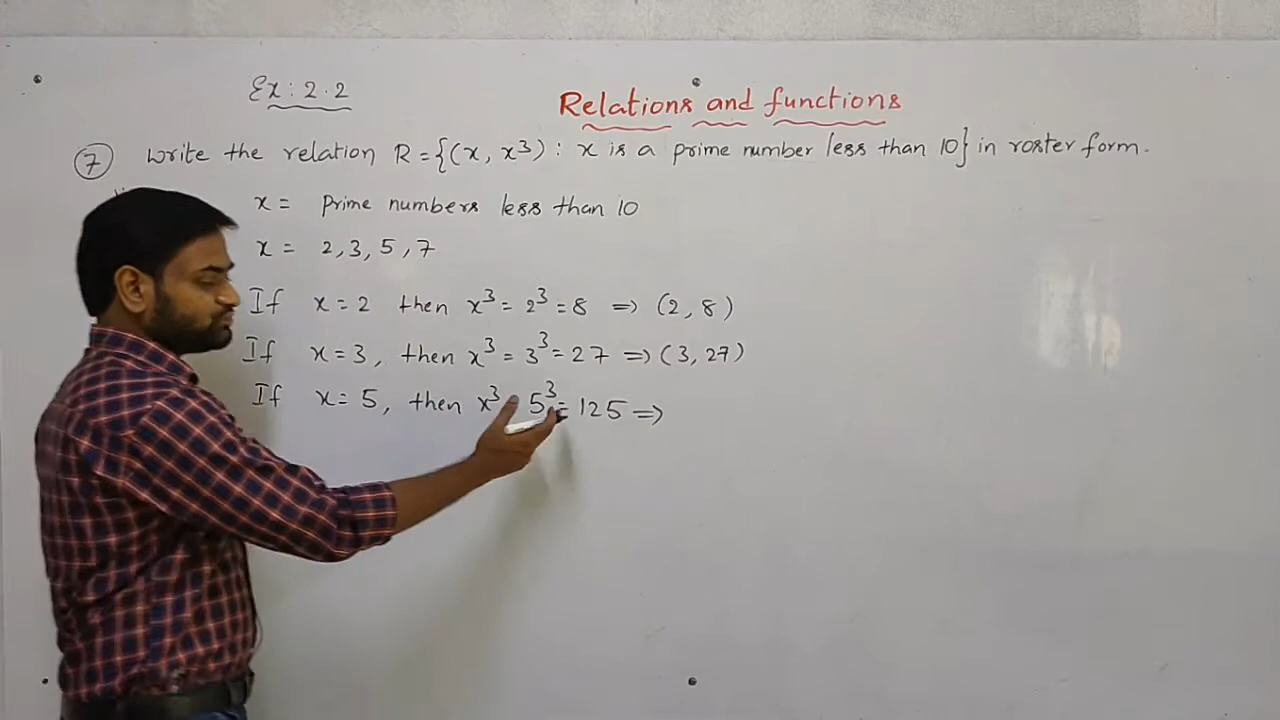 Ex: 2.2
Relations and functions
7 Write the relation R = {(x, x³) : x is a prime number less than 10} in roster form.
x = Prime numbers less than 10
x = 2, 3, 5, 7
If x = 2 then x³ = 2³ = 8 ⇒ (2, 8)
If x = 3, then x³ = 3³ = 27 ⇒ (3, 27)
If x = 5, then x³ = 5³ = 125 ⇒